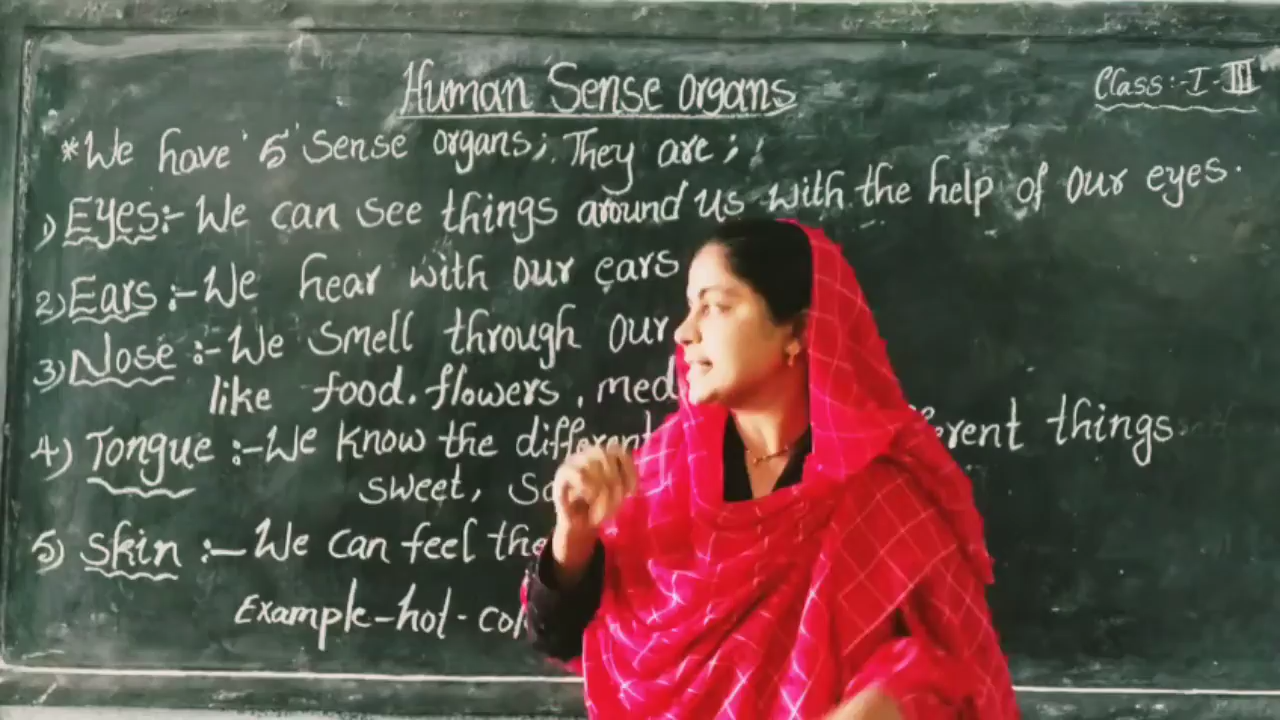 Human Sense Organs
Class:-I-III
*We have '5' Sense organs; They are;
1) Eyes:- We can see things around us with the help of our eyes.
2) Ears :- We hear with our ears
3) Nose :- We smell through our
like food. flowers, med
4) Tongue :- We know the different erent things.
sweet,
5) Skin :- We can feel the
Example-hot-col